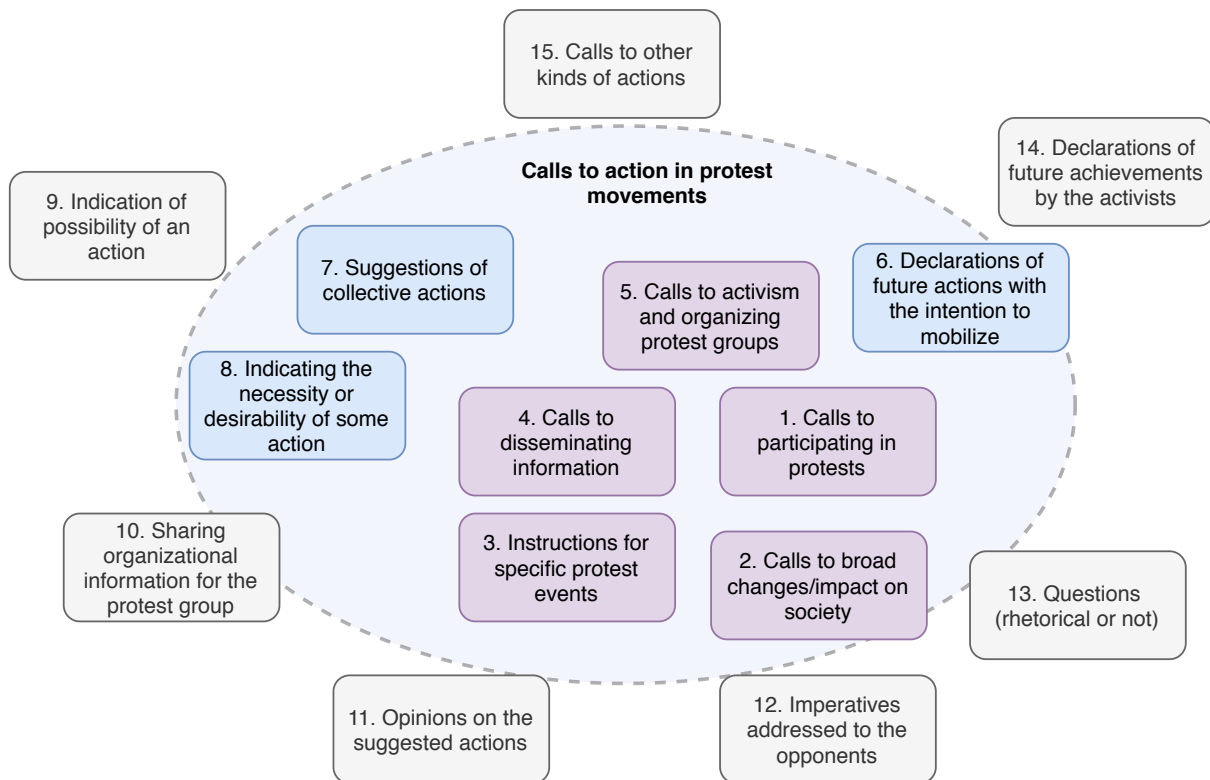 15. Calls to other
kinds of actions
14. Declarations of
future achievements
by the activists
Calls to action in protest
movements
9. Indication of
possibility of an
action
7. Suggestions of
collective actions
6. Declarations of
future actions with
the intention to
mobilize
5. Calls to activism
and organizing
protest groups
8. Indicating the
necessity or
desirability of some
action
4. Calls to
disseminating
information
1. Calls to
participating in
protests
10. Sharing
organizational
information for the
protest group
3. Instructions for
specific protest
events
2. Calls to broad
changes/impact on
society
13. Questions
(rhetorical or not)
11. Opinions on the
suggested actions
12. Imperatives
addressed to the
opponents